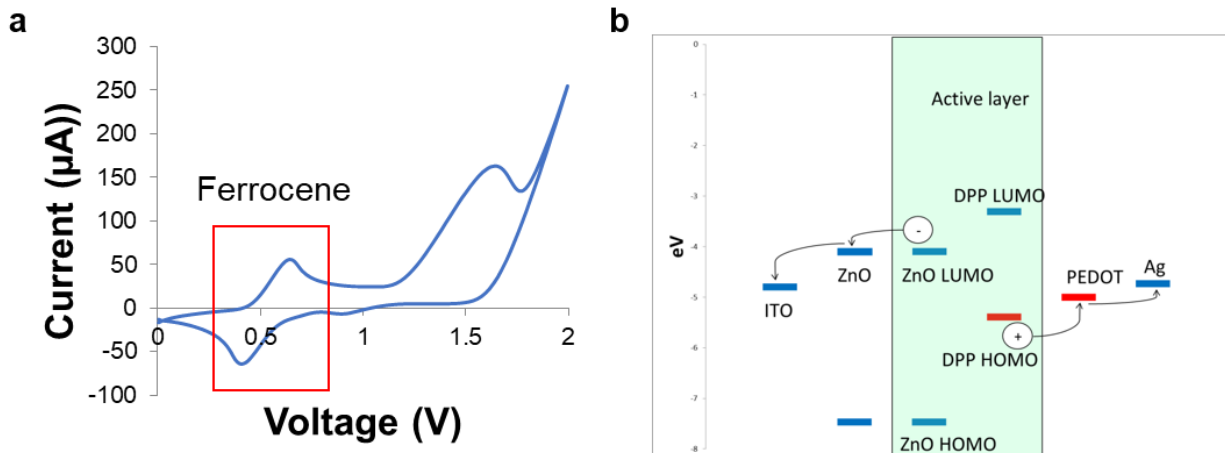 a
300
250
200
150
100
50
0
-50
-100
Current (µA))
Ferrocene
0
0.5
1
1.5
2
Voltage (V)
b
0
-1
-2
-3
-4
-5
-6
-7
-8
eV
Active layer
DPP LUMO
-
ZnO
ZnO LUMO
PEDOT
Ag
ITO
+
DPP HOMO
ZnO HOMO